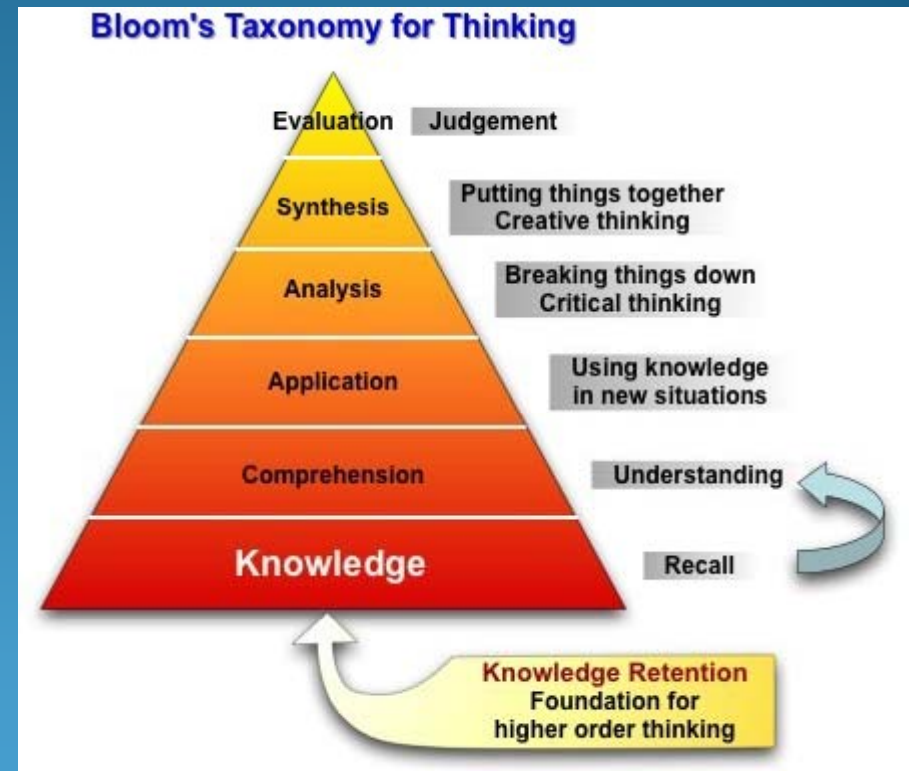 Bloom's Taxonomy for Thinking
Evaluation
Judgement
Synthesis
Putting things together
Creative thinking
Analysis
Breaking things down
Critical thinking
Application
Using knowledge
in new situations
Comprehension
Understanding
Knowledge
Recall
Knowledge Retention
Foundation for
higher order thinking